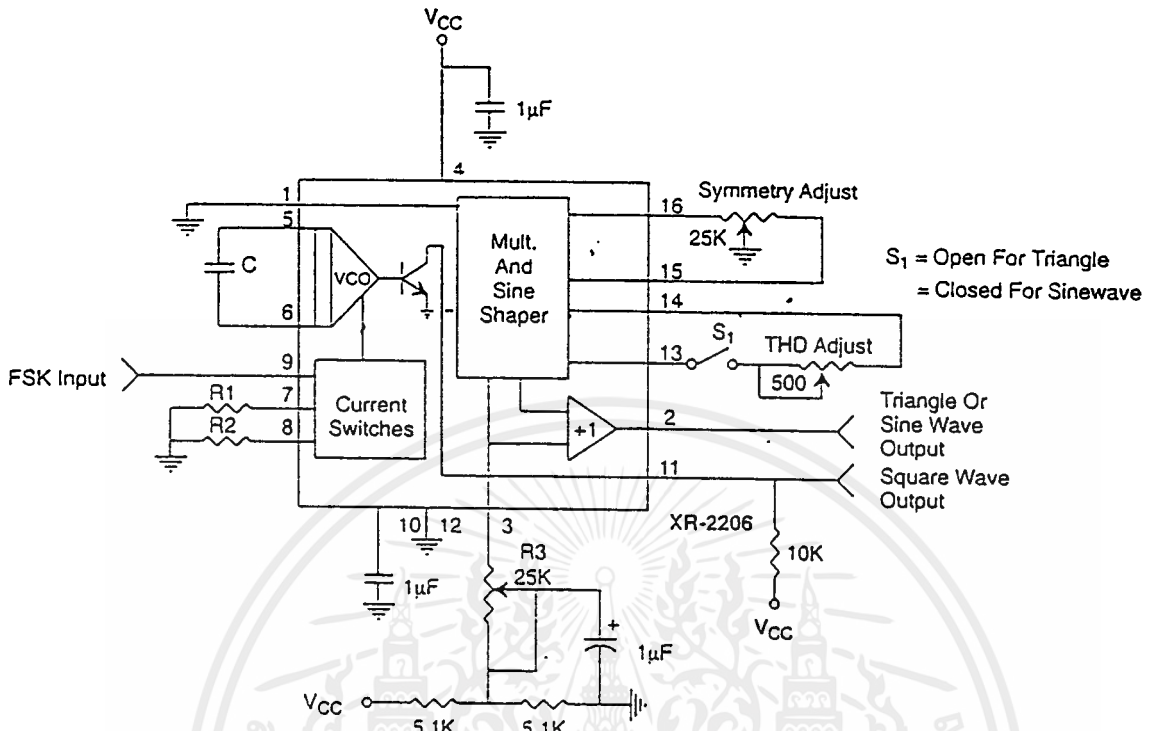 VCC
1µF
4
1
5
C
VCO
6
Mult.
And
Sine
Shaper
16
Symmetry Adjust
25K
15
14
S1 = Open For Triangle
= Closed For Sinewave
13
S1
THD Adjust
500
FSK Input
9
R1
7
R2
8
Current
Switches
+1
2
Triangle Or
Sine Wave
Output
11
Square Wave
Output
10
12
3
XR-2206
1µF
R3
25K
10K
VCC
+
1µF
VCC
5.1K
5.1K